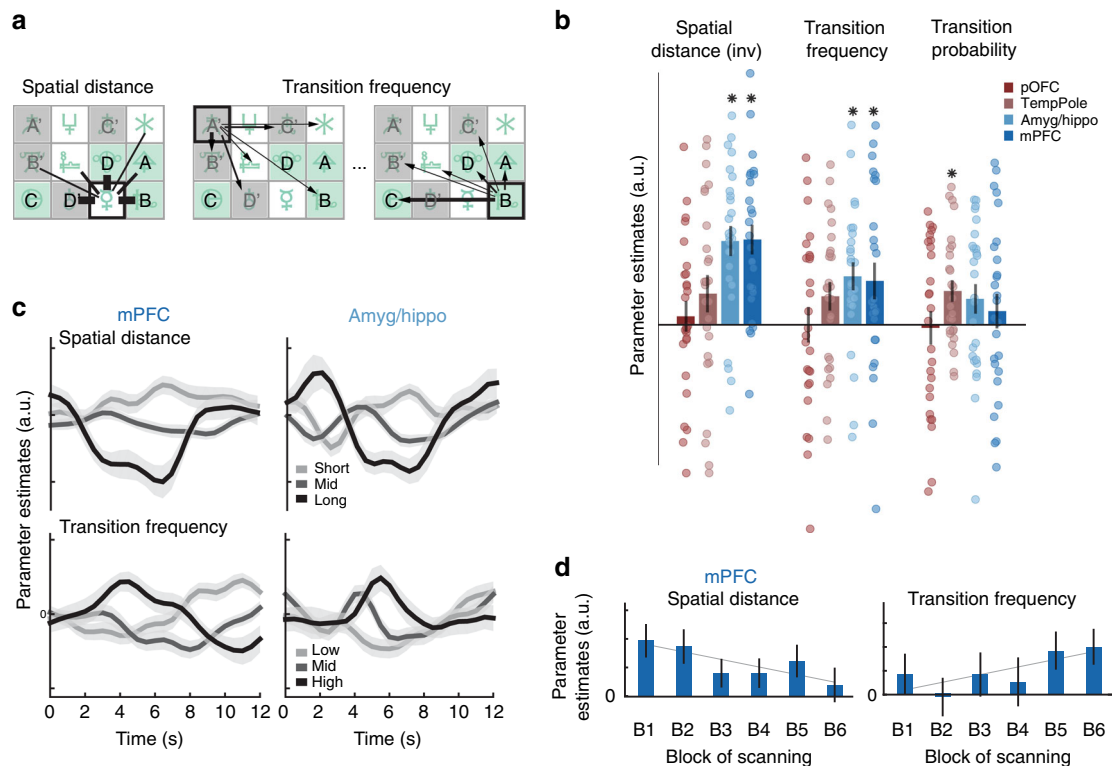 a
Spatial distance
Transition frequency
A' C'
B' D A
C D' B
A' C'
B' D A
C D' B
...
A' C'
B' D A
C D' B
b
Spatial
distance (inv)
Transition
frequency
Transition
probability
pOFC
TempPole
Amyg/hippo
mPFC
* *
* *
*
Parameter estimates (a.u.)
c
mPFC
Spatial distance
Amyg/hippo
Short
Mid
Long
Parameter estimates (a.u.)
Transition frequency
0
Low
Mid
High
0 2 4 6 8 10 12
2 4 6 8 10 12
Time (s)
Time (s)
d
mPFC
Spatial distance
Transition frequency
Parameter
estimates (a.u.)
0
0
B1 B2 B3 B4 B5 B6
B1 B2 B3 B4 B5 B6
Block of scanning
Block of scanning